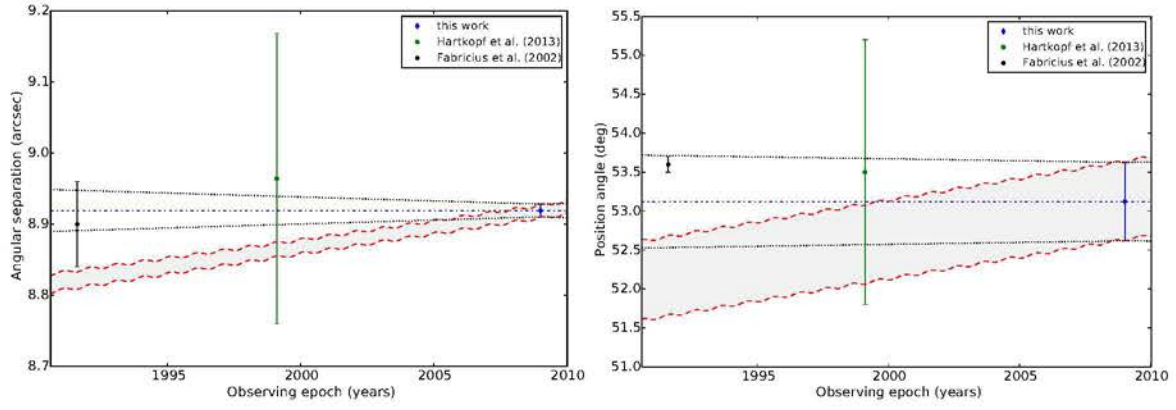 9.2
9.1
9.0
8.9
8.8
8.7
Angular separation (arcsec)
this work
Hartkopf et al. (2013)
Fabricius et al. (2002)
1995
2000
2005
2010
Observing epoch (years)
55.5
55.0
54.5
54.0
53.5
53.0
52.5
52.0
51.5
51.0
Position angle (deg)
this work
Hartkopf et al. (2013)
Fabricius et al. (2002)
1995
2000
2005
2010
Observing epoch (years)